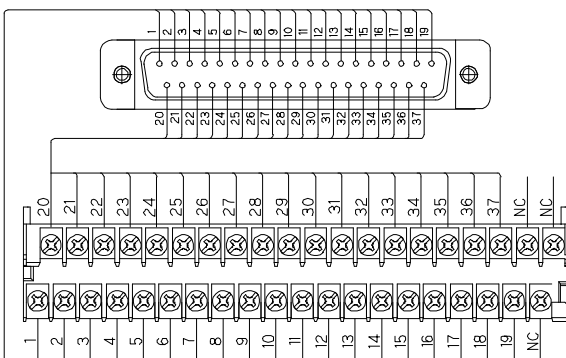 1 2 3 4 5 6 7 8 9 10 11 12 13 14 15 16 17 18 19
20 21 22 23 24 25 26 27 28 29 30 31 32 33 34 35 36 37
20 21 22 23 24 25 26 27 28 29 30 31 32 33 34 35 36 37 NC NC
1 2 3 4 5 6 7 8 9 10 11 12 13 14 15 16 17 18 19 NC